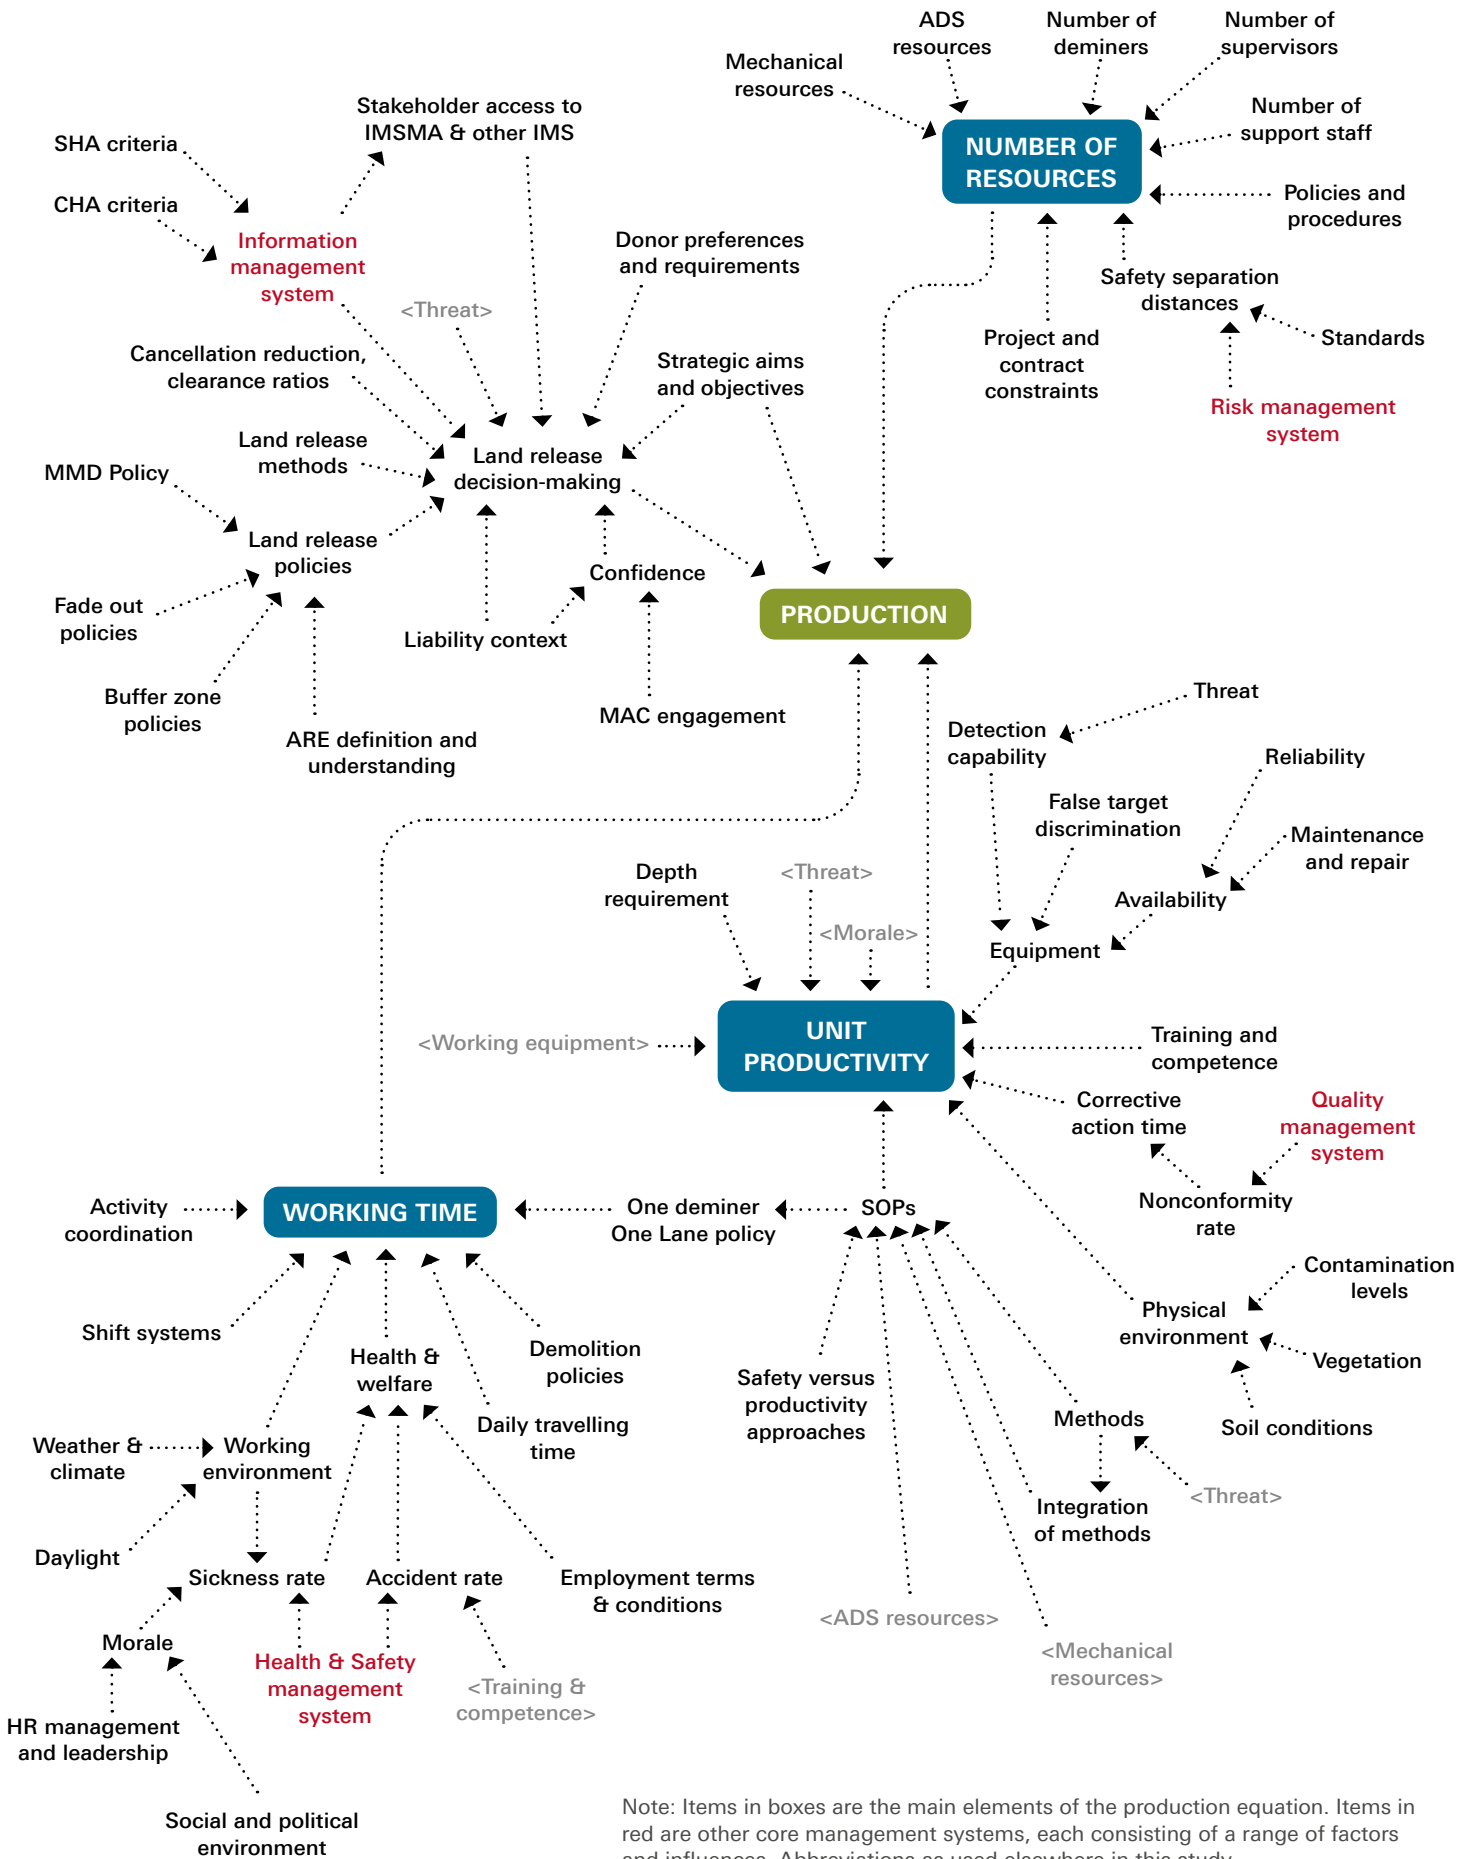 ADS
resources
Number of
deminers
Number of
supervisors
Mechanical
resources
Number of
support staff
NUMBER OF
RESOURCES
Policies and
procedures
Safety separation
distances
Standards
Project and
contract
constraints
Risk management
system
Stakeholder access to
IMSMA & other IMS
SHA criteria
CHA criteria
Information
management
system
Donor preferences
and requirements
<Threat>
Cancellation reduction,
clearance ratios
Strategic aims
and objectives
Land release
methods
Land release
decision-making
MMD Policy
Land release
policies
Confidence
Fade out
policies
Liability context
PRODUCTION
Buffer zone
policies
ARE definition and
understanding
MAC engagement
Threat
Detection
capability
Reliability
False target
discrimination
Maintenance
and repair
Depth
requirement
<Threat>
Availability
<Morale>
Equipment
<Working equipment>
UNIT
PRODUCTIVITY
Training and
competence
Corrective
action time
Quality
management
system
Nonconformity
rate
Activity
coordination
WORKING TIME
One deminer
One Lane policy
SOPs
Contamination
levels
Physical
environment
Shift systems
Health &
welfare
Demolition
policies
Vegetation
Safety versus
productivity
approaches
Methods
Soil conditions
Daily travelling
time
Weather &
climate
Working
environment
<Threat>
Integration
of methods
Daylight
Sickness rate
Accident rate
Employment terms
& conditions
<ADS resources>
Morale
<Mechanical
resources>
Health & Safety
management
system
<Training &
competence>
HR management
and leadership
Social and political
environment
Note: Items in boxes are the main elements of the production equation. Items in
red are other core management systems, each consisting of a range of factors
and influences. Abbreviations as used elsewhere in this study.